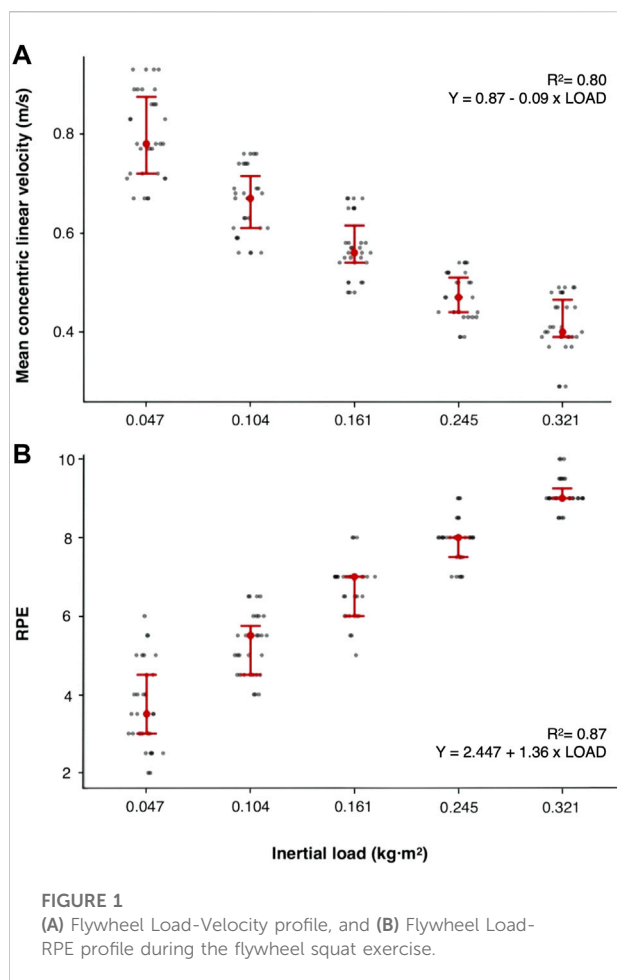 A
R²= 0.80
Y = 0.87 - 0.09 x LOAD
Mean concentric linear velocity (m/s)
0.8
0.6
0.4
0.047 0.104 0.161 0.245 0.321
B
R²= 0.87
Y = 2.447 + 1.36 x LOAD
RPE
10
8
6
4
2
0.047 0.104 0.161 0.245 0.321
Inertial load (kg·m²)
FIGURE 1
(A) Flywheel Load-Velocity profile, and (B) Flywheel Load-
RPE profile during the flywheel squat exercise.